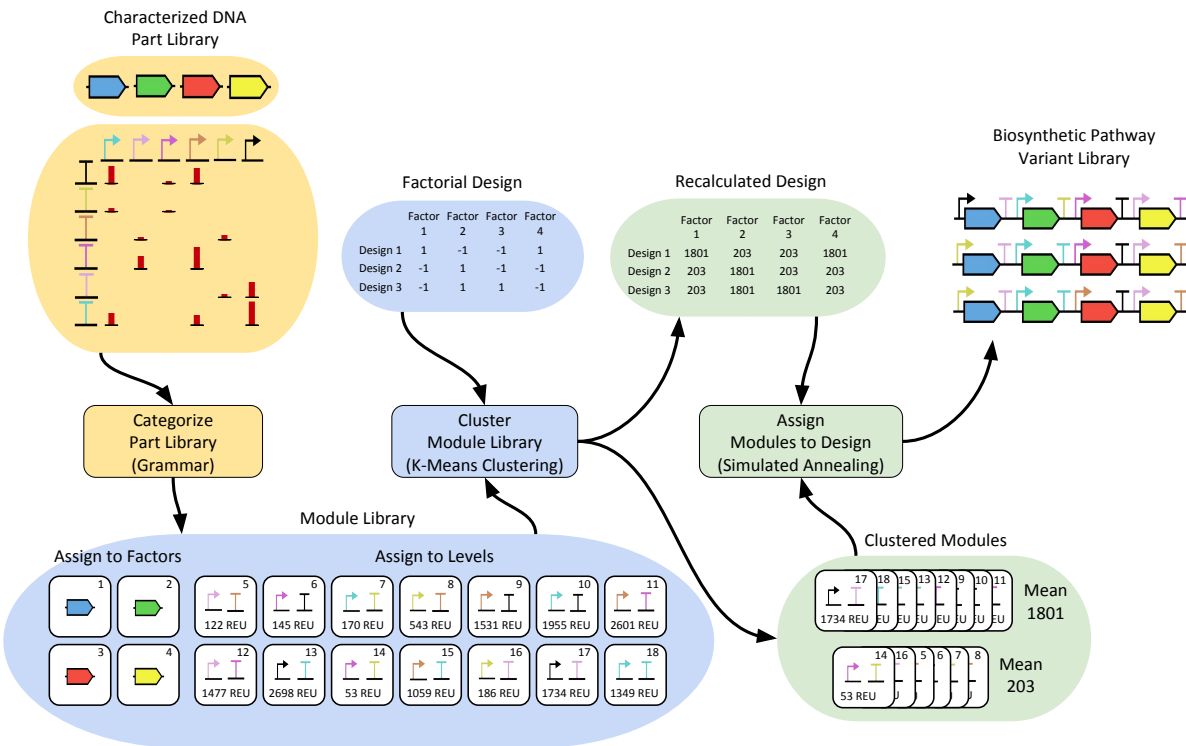 Characterized DNA
Part Library
Factorial Design
Factor 1 Factor 2 Factor 3 Factor 4
Design 1 1 -1 -1 1
Design 2 -1 1 -1 -1
Design 3 -1 1 1 -1
Recalculated Design
Factor 1 Factor 2 Factor 3 Factor 4
Design 1 1801 203 203 1801
Design 2 203 1801 203 203
Design 3 203 1801 1801 203
Biosynthetic Pathway
Variant Library
Categorize
Part Library
(Grammar)
Cluster
Module Library
(K-Means Clustering)
Assign
Modules to Design
(Simulated Annealing)
Module Library
Assign to Factors
Assign to Levels
1 2 5 6 7 8 9 10 11
122 REU 145 REU 170 REU 543 REU 1531 REU 1955 REU 2601 REU
3 4 12 13 14 15 16 17 18
1477 REU 2698 REU 53 REU 1059 REU 186 REU 1734 REU 1349 REU
Clustered Modules
17 18 15 13 12 9 10 11
1734 REU
Mean
1801
14 16 5 6 7 8
53 REU
Mean
203